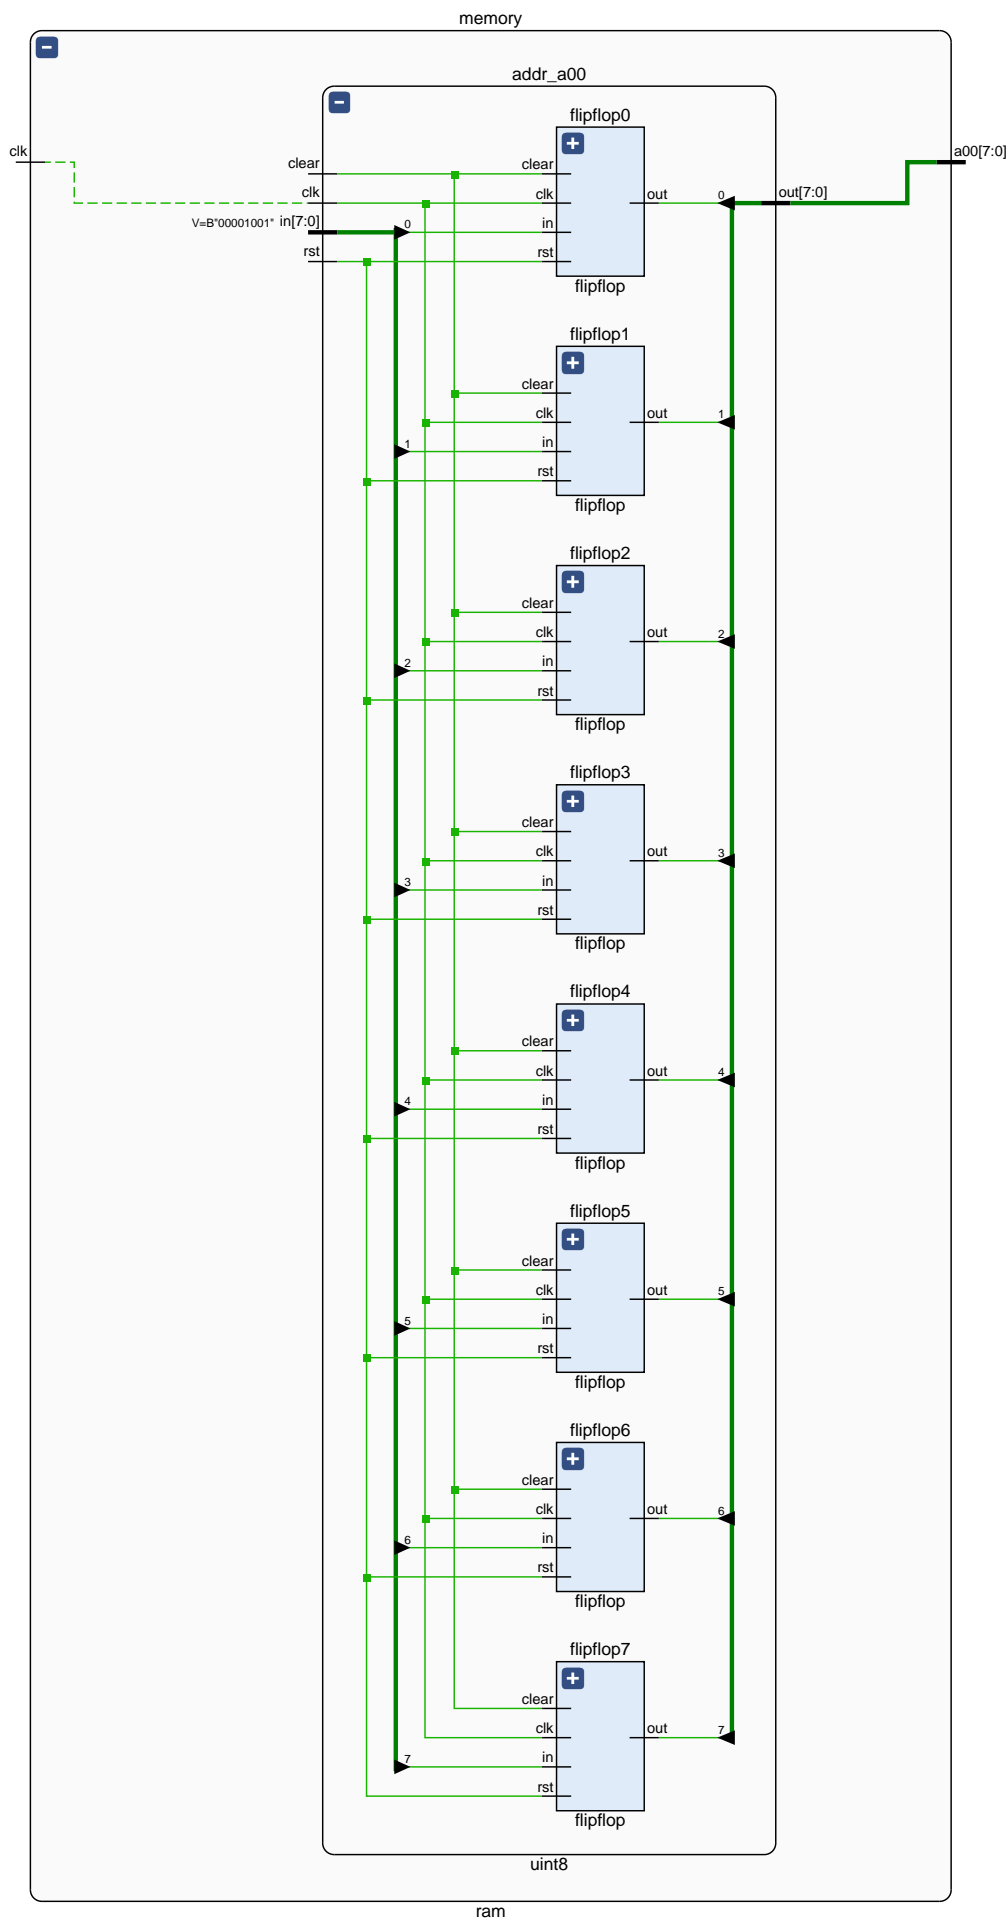 memory
addr_a00
flipflop0
clk
a00[7:0]
clear
clear
clk
clk
out
0
out[7:0]
V=B"00001001" in[7:0]
0
in
rst
rst
flipflop
flipflop1
clear
clk
out
1
1
in
rst
flipflop
flipflop2
clear
clk
out
2
2
in
rst
flipflop
flipflop3
clear
clk
out
3
3
in
rst
flipflop
flipflop4
clear
clk
out
4
4
in
rst
flipflop
flipflop5
clear
clk
out
5
5
in
rst
flipflop
flipflop6
clear
clk
out
6
6
in
rst
flipflop
flipflop7
clear
clk
out
7
7
in
rst
flipflop
uint8
ram